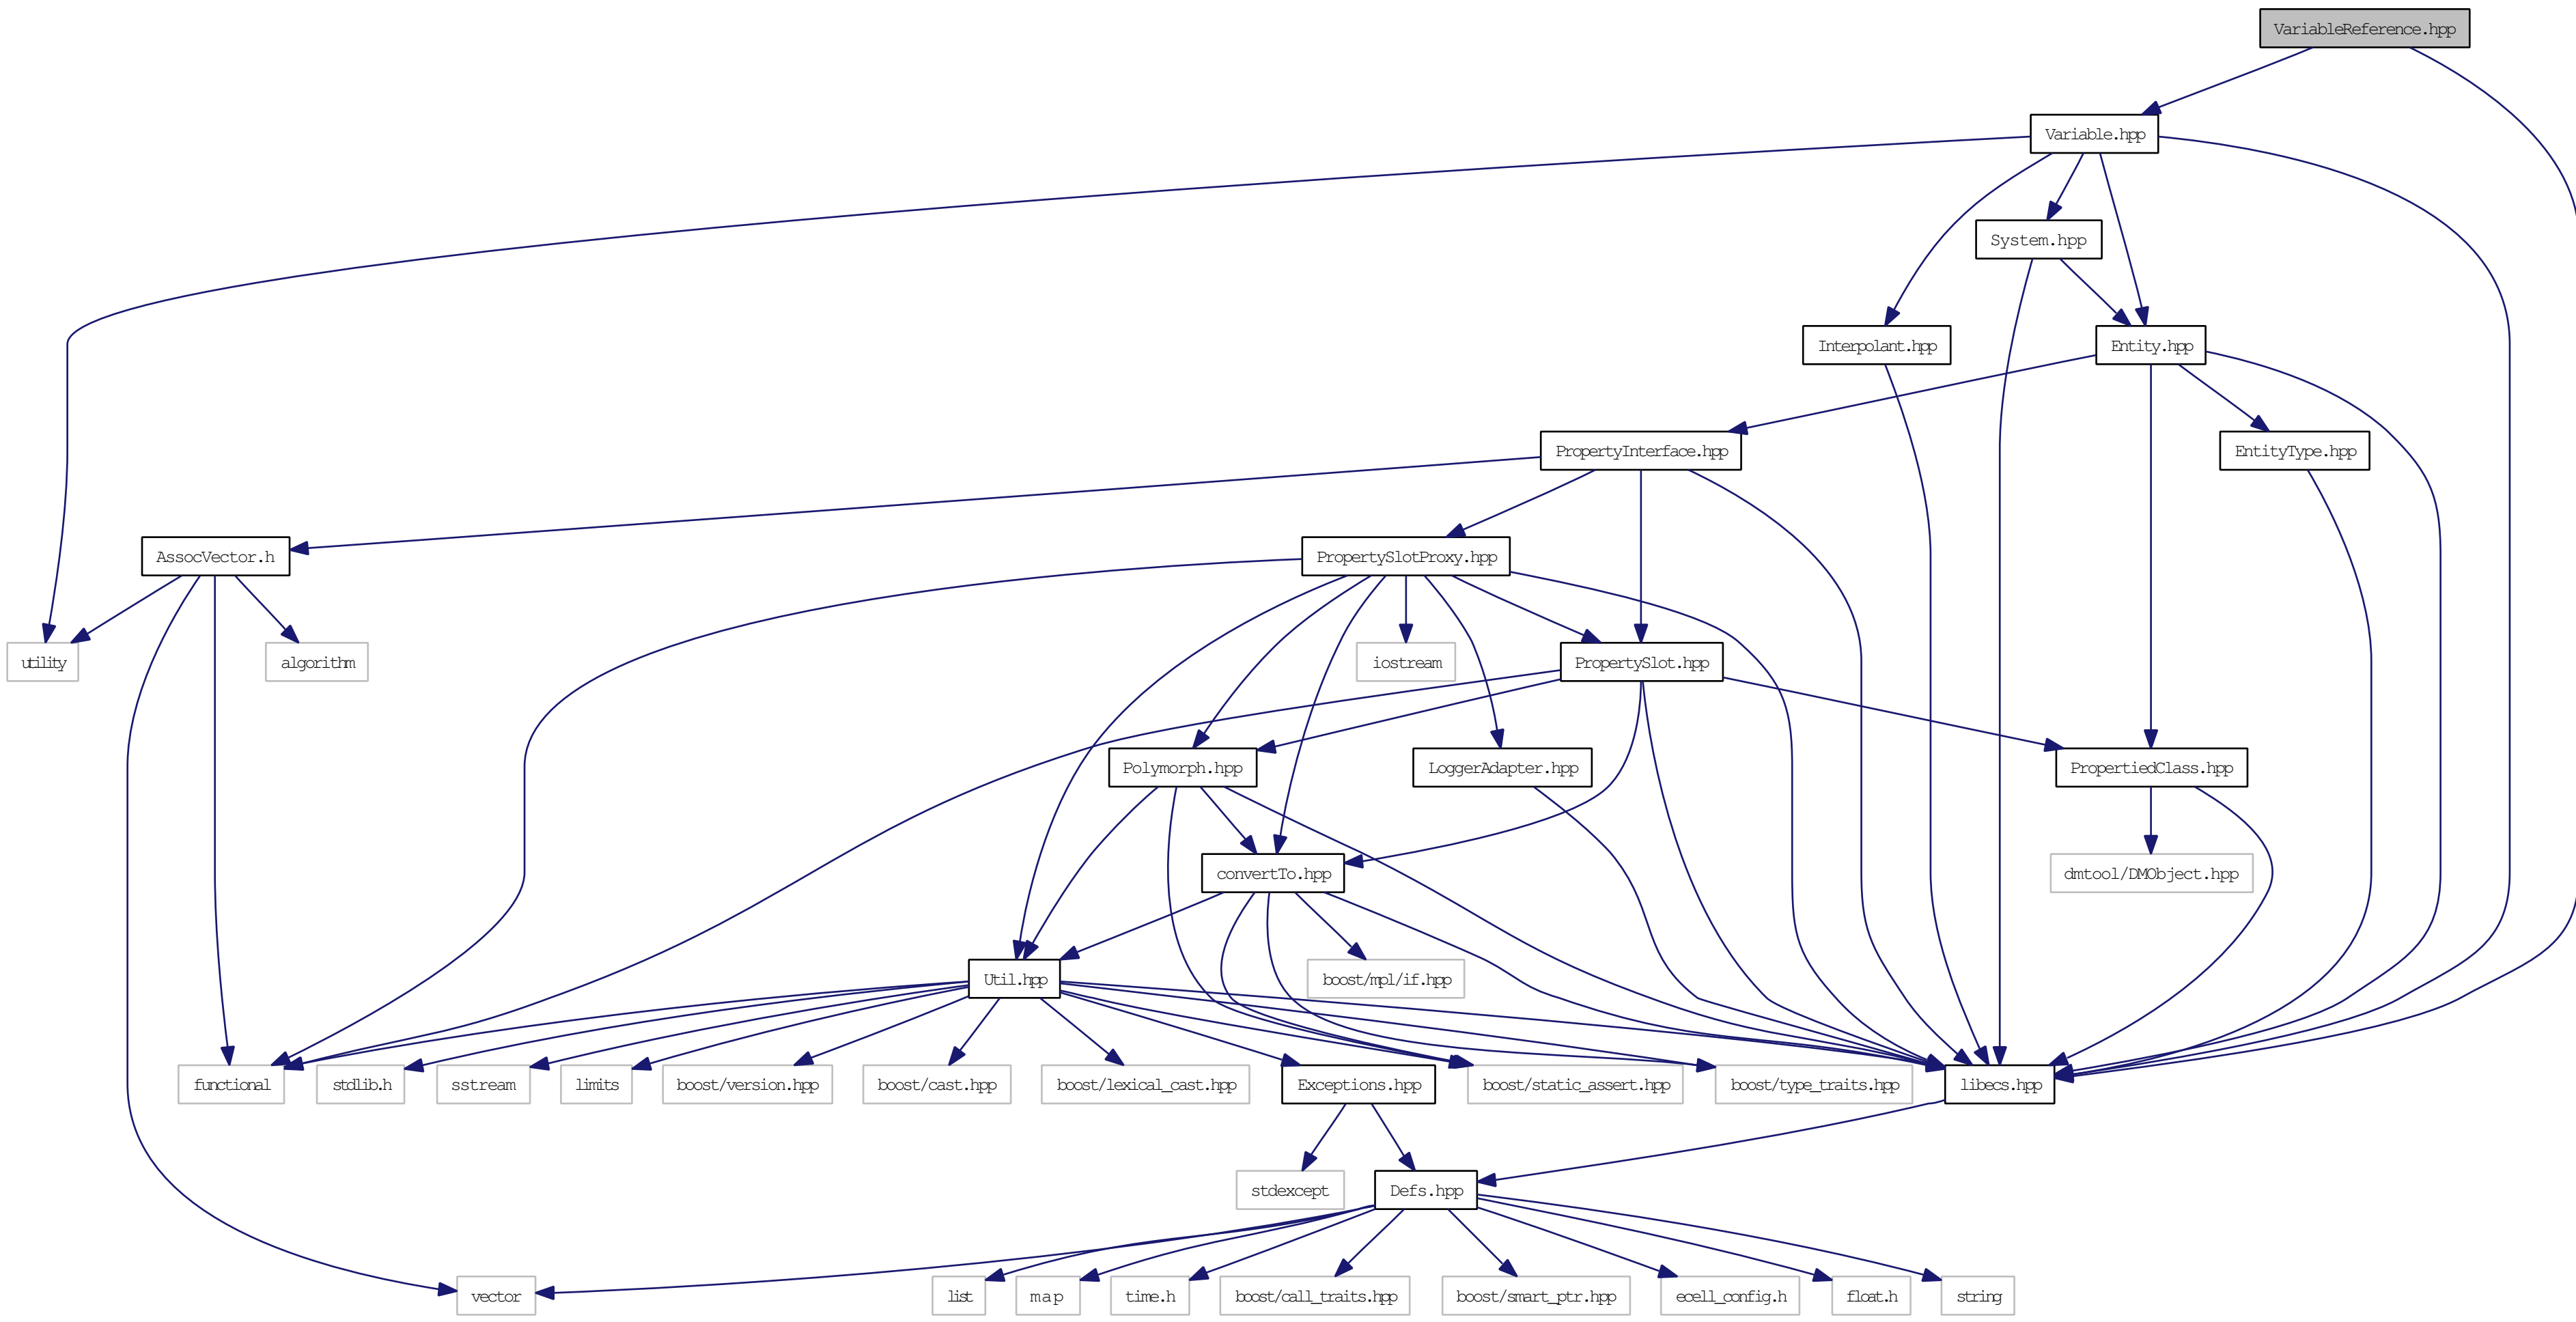 VariableReference.hpp
Variable.hpp
System.hpp
Interpolant.hpp
Entity.hpp
PropertyInterface.hpp
EntityType.hpp
AssocVector.h
PropertySlotProxy.hpp
utility
algorithm
iostream
PropertySlot.hpp
Polymorph.hpp
LoggerAdapter.hpp
PropertiedClass.hpp
convertTo.hpp
dmtool/DMObject.hpp
Util.hpp
boost/mpl/if.hpp
functional
stdlib.h
sstream
limits
boost/version.hpp
boost/cast.hpp
boost/lexical_cast.hpp
Exceptions.hpp
boost/static_assert.hpp
boost/type_traits.hpp
libecs.hpp
stdexcept
Defs.hpp
vector
list
map
time.h
boost/call_traits.hpp
boost/smart_ptr.hpp
ecell_config.h
float.h
string